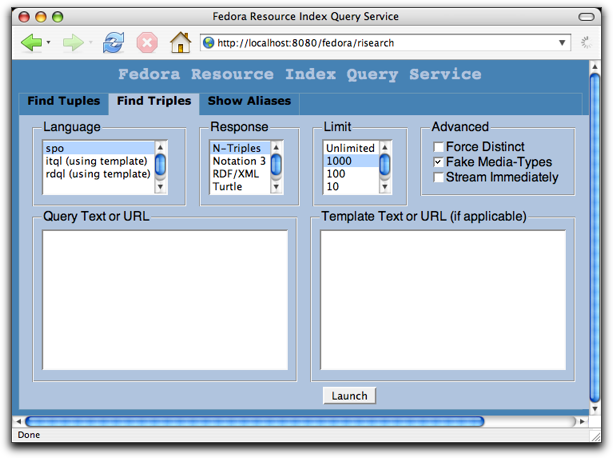 Fedora Resource Index Query Service
http://localhost:8080/fedora/risearch
Fedora Resource Index Query Service
Find Tuples Find Triples Show Aliases
Language
spo
itql (using template)
rdql (using template)
Response
N-Triples
Notation 3
RDF/XML
Turtle
Limit
Unlimited
1000
100
10
Advanced
Force Distinct
Fake Media-Types
Stream Immediately
Query Text or URL
Template Text or URL (if applicable)
Launch
Done